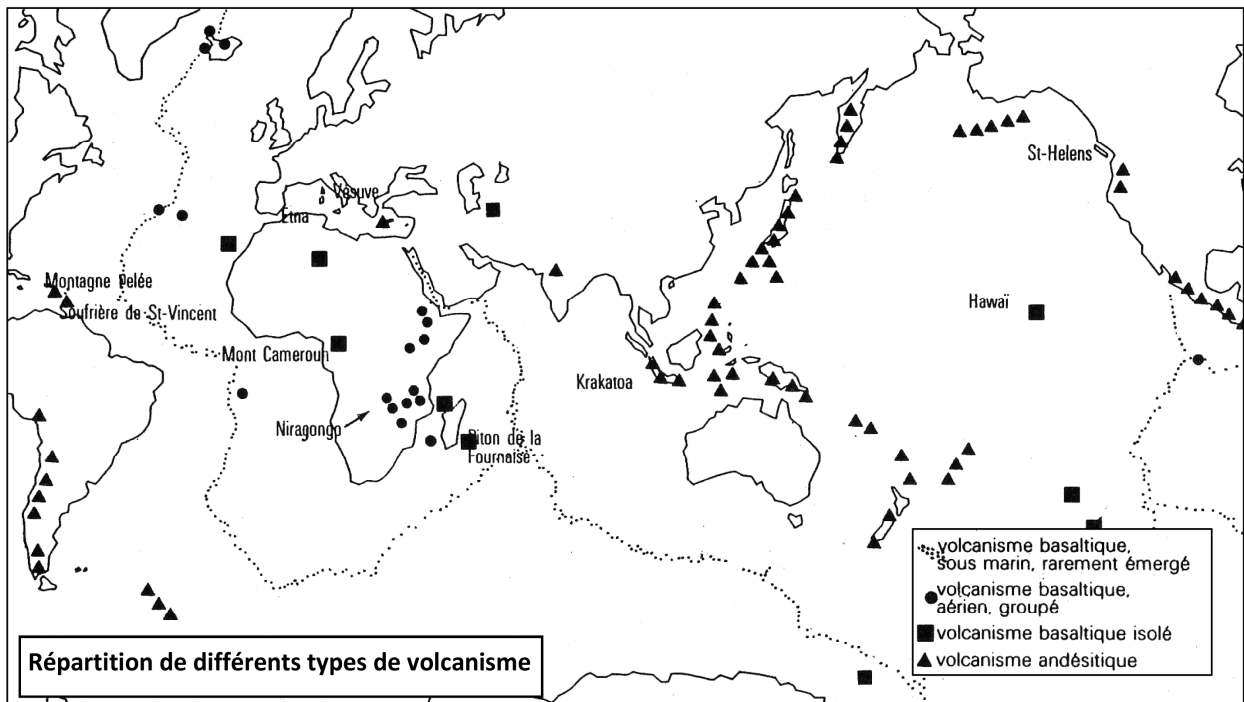 St-Helens
Vésuve
Etna
Montagne Pelée
Soufrière de St-Vincent
Hawaï
Mont Cameroun
Krakatoa
Niragongo
Piton de la
Fournaise
volcanisme basaltique,
sous marin, rarement émergé
volcanisme basaltique,
aérien, groupé
volcanisme basaltique isolé
volcanisme andésitique
Répartition de différents types de volcanisme